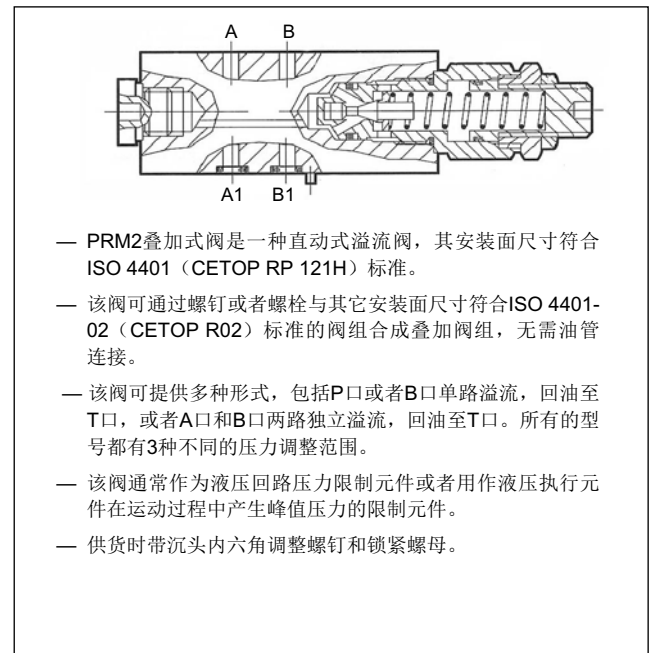 A B
A1 B1
— PRM2叠加式阀是一种直动式溢流阀，其安装面尺寸符合
ISO 4401（CETOP RP 121H）标准。
— 该阀可通过螺钉或者螺栓与其它安装面尺寸符合ISO 4401-
02（CETOP R02）标准的阀组合成叠加阀组，无需油管
连接。
— 该阀可提供多种形式，包括P口或者B口单路溢流，回油至
T口，或者A口和B口两路独立溢流，回油至T口。所有的型
号都有3种不同的压力调整范围。
— 该阀通常作为液压回路压力限制元件或者用作液压执行元
件在运动过程中产生峰值压力的限制元件。
— 供货时带沉头内六角调整螺钉和锁紧螺母。